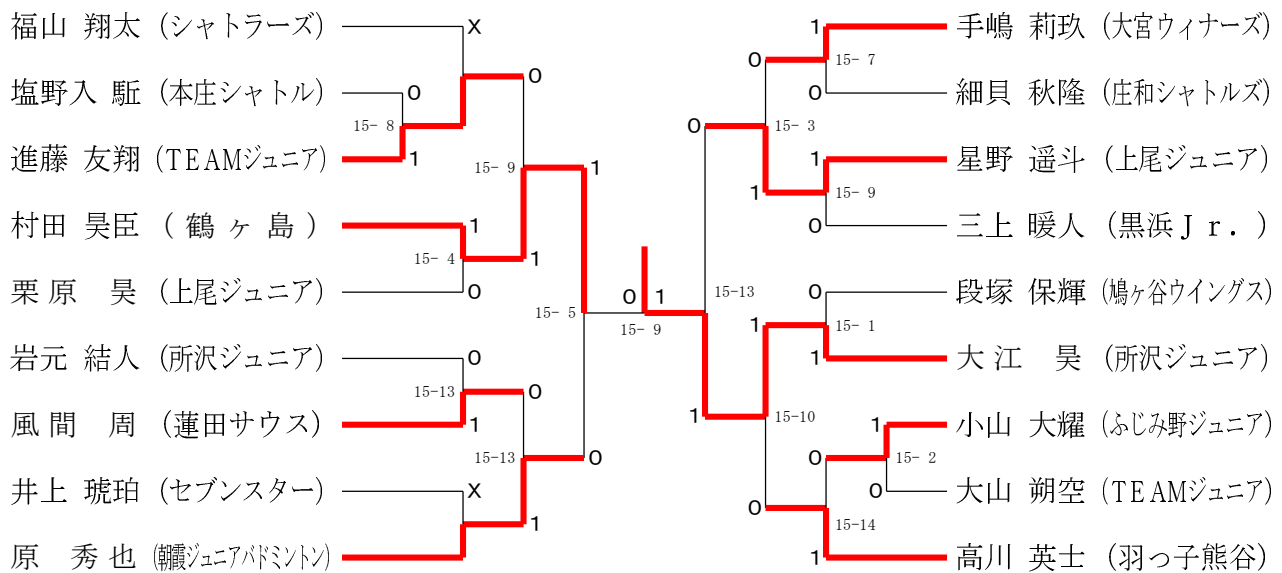 福山 翔太 (シャトラーズ)
X
0
塩野入 駈 (本庄シャトル)
0
15- 8
進藤 友翔 (TEAMジュニア)
1
15- 9
1
村田 昊臣 (鶴ヶ島)
1
15- 4
1
栗原 昊 (上尾ジュニア)
0
15- 5
岩元 結人 (所沢ジュニア)
0
15-13
0
風間 周 (蓮田サウス)
1
15-13
0
井上 琥珀 (セブンスター)
X
1
原 秀也 (朝霞ジュニアバドミントン)
0 1
15- 9
1 手嶋 莉玖 (大宮ウィナーズ)
0
15- 7
0 細貝 秋隆 (庄和シャトルズ)
0
15- 3
1 星野 遥斗 (上尾ジュニア)
1
15- 9
0 三上 暖人 (黒浜Jr.)
15-13
0 段塚 保輝 (鳩ヶ谷ウイングス)
1
15- 1
1 大江 昊 (所沢ジュニア)
1
15-10
1 小山 大耀 (ふじみ野ジュニア)
0
15- 2
0 大山 朔空 (TEAMジュニア)
0
15-14
1 高川 英士 (羽っ子熊谷)